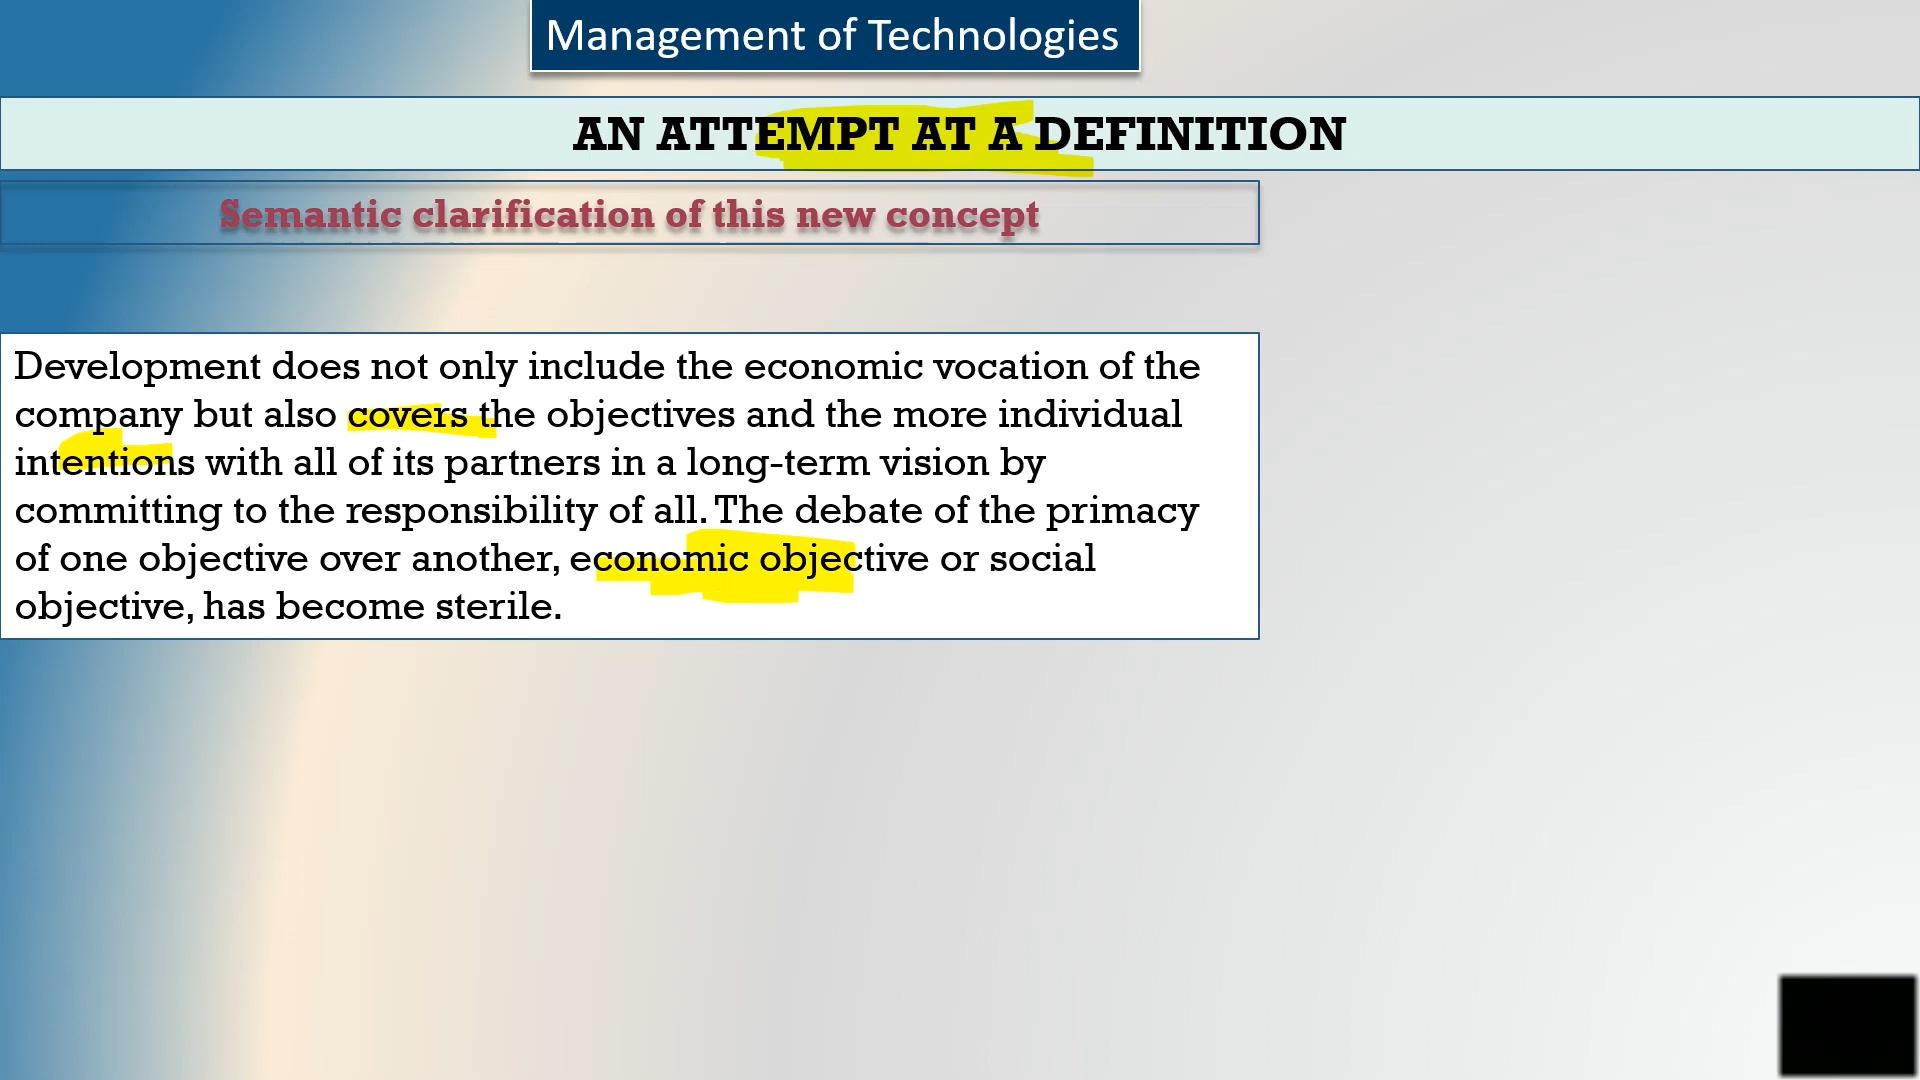 Management of Technologies
AN ATTEMPT AT A DEFINITION
Semantic clarification of this new concept
Development does not only include the economic vocation of the
company but also covers the objectives and the more individual
intentions with all of its partners in a long-term vision by
committing to the responsibility of all. The debate of the primacy
of one objective over another, economic objective or social
objective, has become sterile.